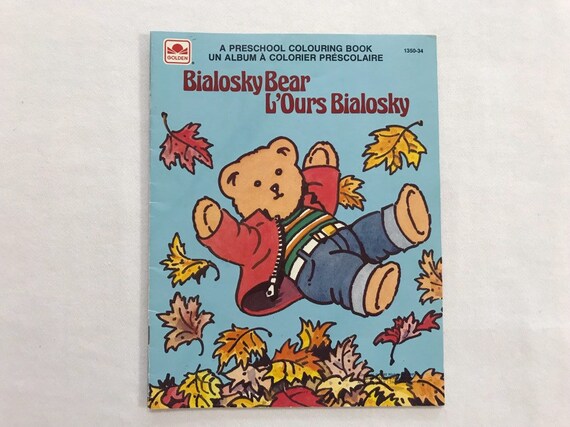 GOLDEN
A PRESCHOOL COLOURING BOOK
1350-34
UN ALBUM À COLORIER PRÉSCOLAIRE
Bialosky Bear
L'Ours Bialosky